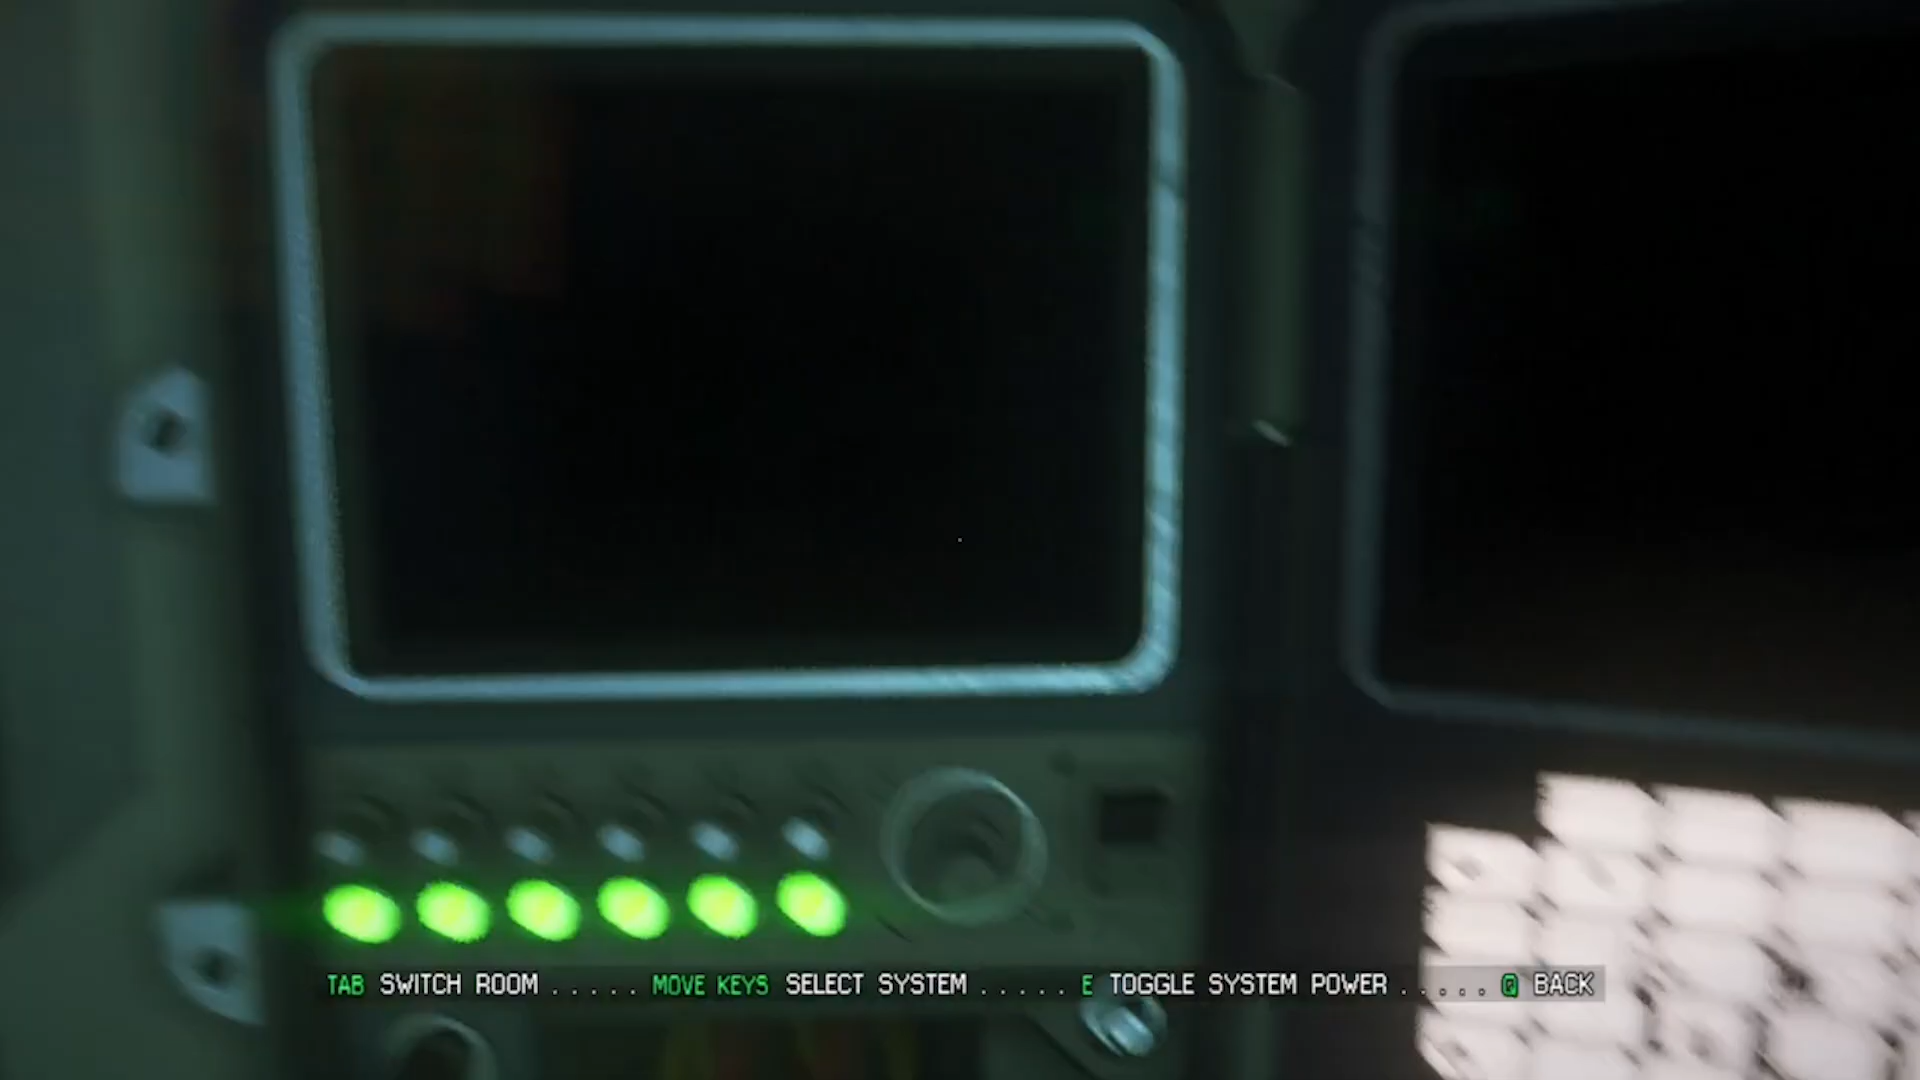 TAB SWITCH ROOM ..... MOVE KEYS SELECT SYSTEM ..... E TOGGLE SYSTEM POWER ..... Q BACK